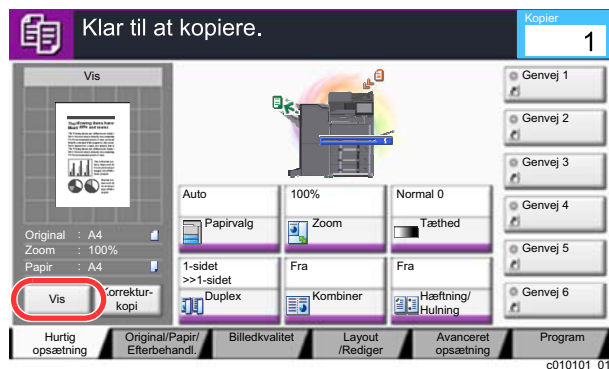 Klar til at kopiere.
Kopier
1
Vis
Original : A4
Zoom : 100%
Papir : A4
Vis
Korrektur-
kopi
Auto
Papirvalg
100%
Zoom
Normal 0
Tæthed
1-sidet
>>1-sidet
Duplex
Fra
Kombiner
Fra
Hæftning/
Hulning
Genvej 1
Genvej 2
Genvej 3
Genvej 4
Genvej 5
Genvej 6
Hurtig
opsætning
Original/Papir/
Efterbehandl.
Billedkvalitet
Layout
/Rediger
Avanceret
opsætning
Program
c010101_01